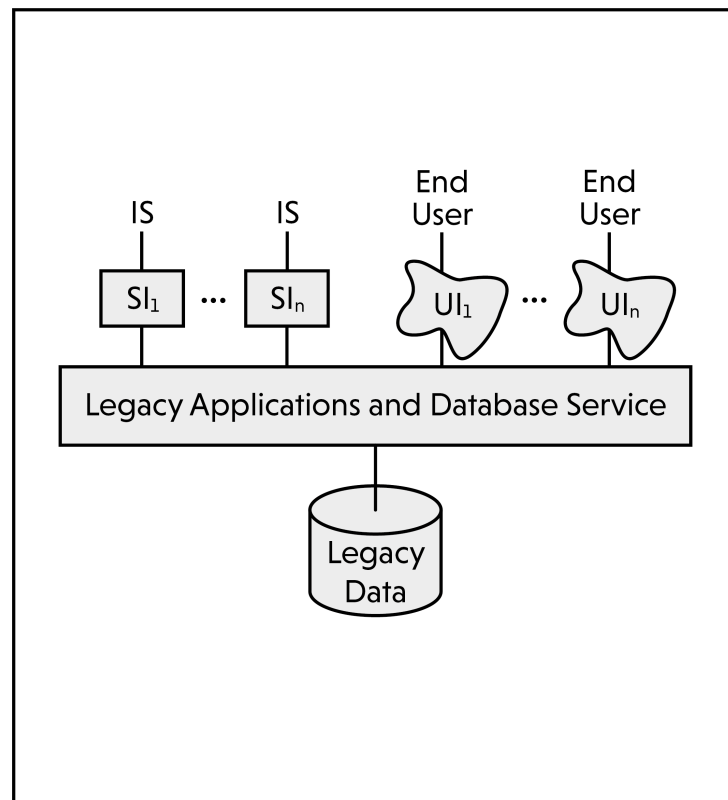 End End
IS IS User User
SI₁ ... SIₙ UI₁ ... UIₙ
Legacy Applications and Database Service
Legacy
Data